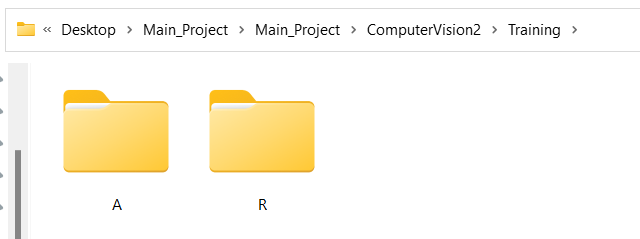 « Desktop > Main_Project > Main_Project > ComputerVision2 > Training >
A
R